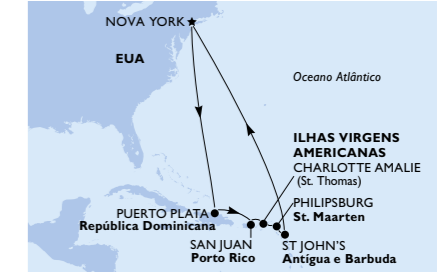 NOVA YORK
EUA
Oceano Atlântico
ILHAS VIRGENS
AMERICANAS
CHARLOTTE AMALIE
(St. Thomas)
PHILIPSBURG
St. Maarten
PUERTO PLATA
República Dominicana
SAN JUAN
Porto Rico
ST JOHN'S
Antígua e Barbuda